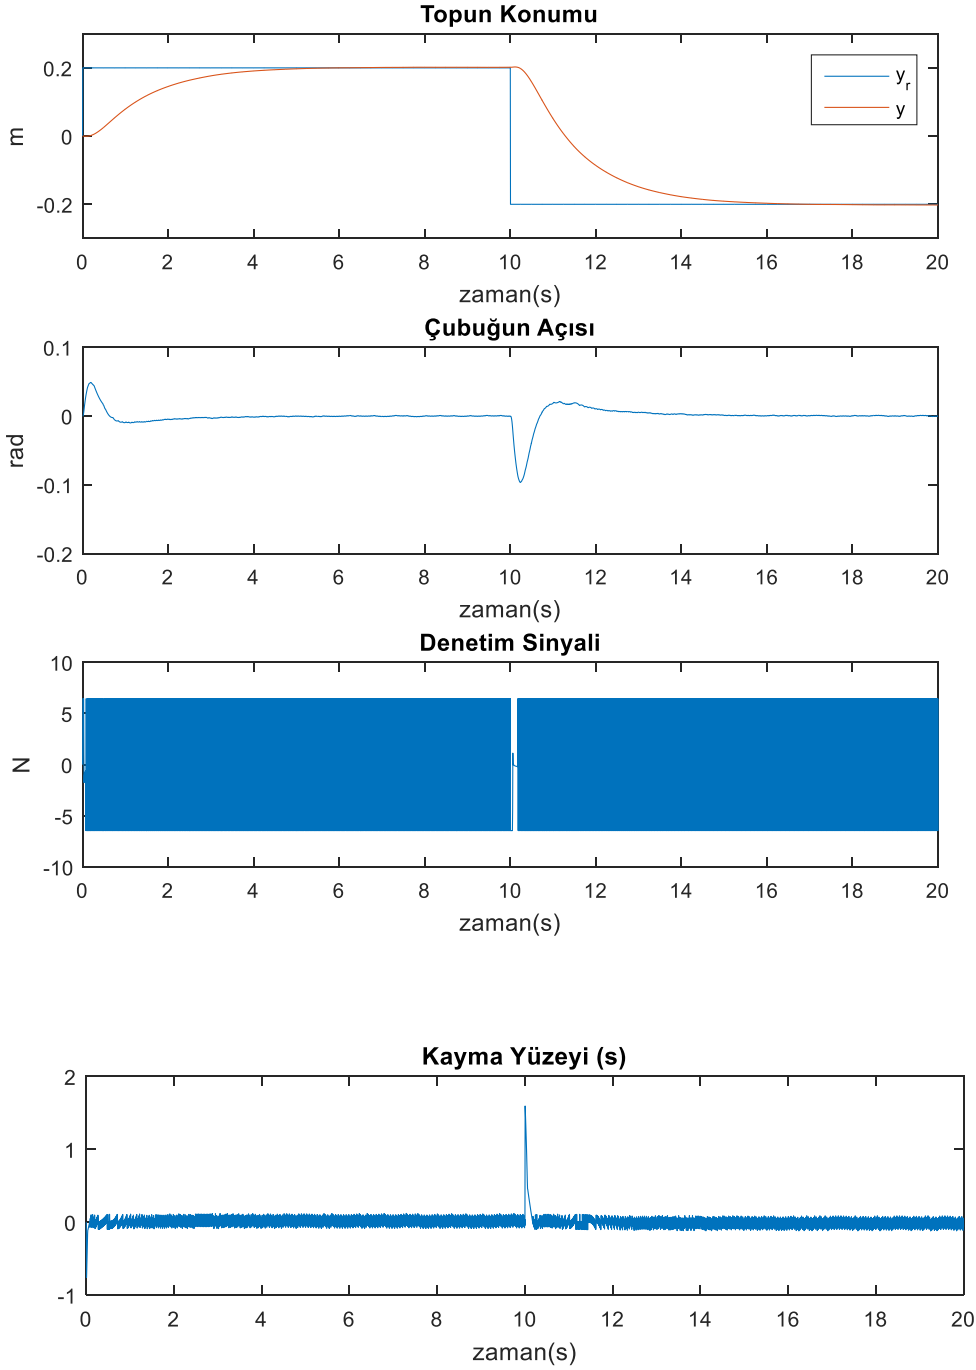 Topun Konumu
0.2
0
-0.2
m
y_r
y
0 2 4 6 8 10 12 14 16 18 20
zaman(s)
Çubuğun Açısı
0.1
0
-0.1
-0.2
rad
0 2 4 6 8 10 12 14 16 18 20
zaman(s)
Denetim Sinyali
10
5
0
-5
-10
N
0 2 4 6 8 10 12 14 16 18 20
zaman(s)
Kayma Yüzeyi (s)
2
1
0
-1
0 2 4 6 8 10 12 14 16 18 20
zaman(s)